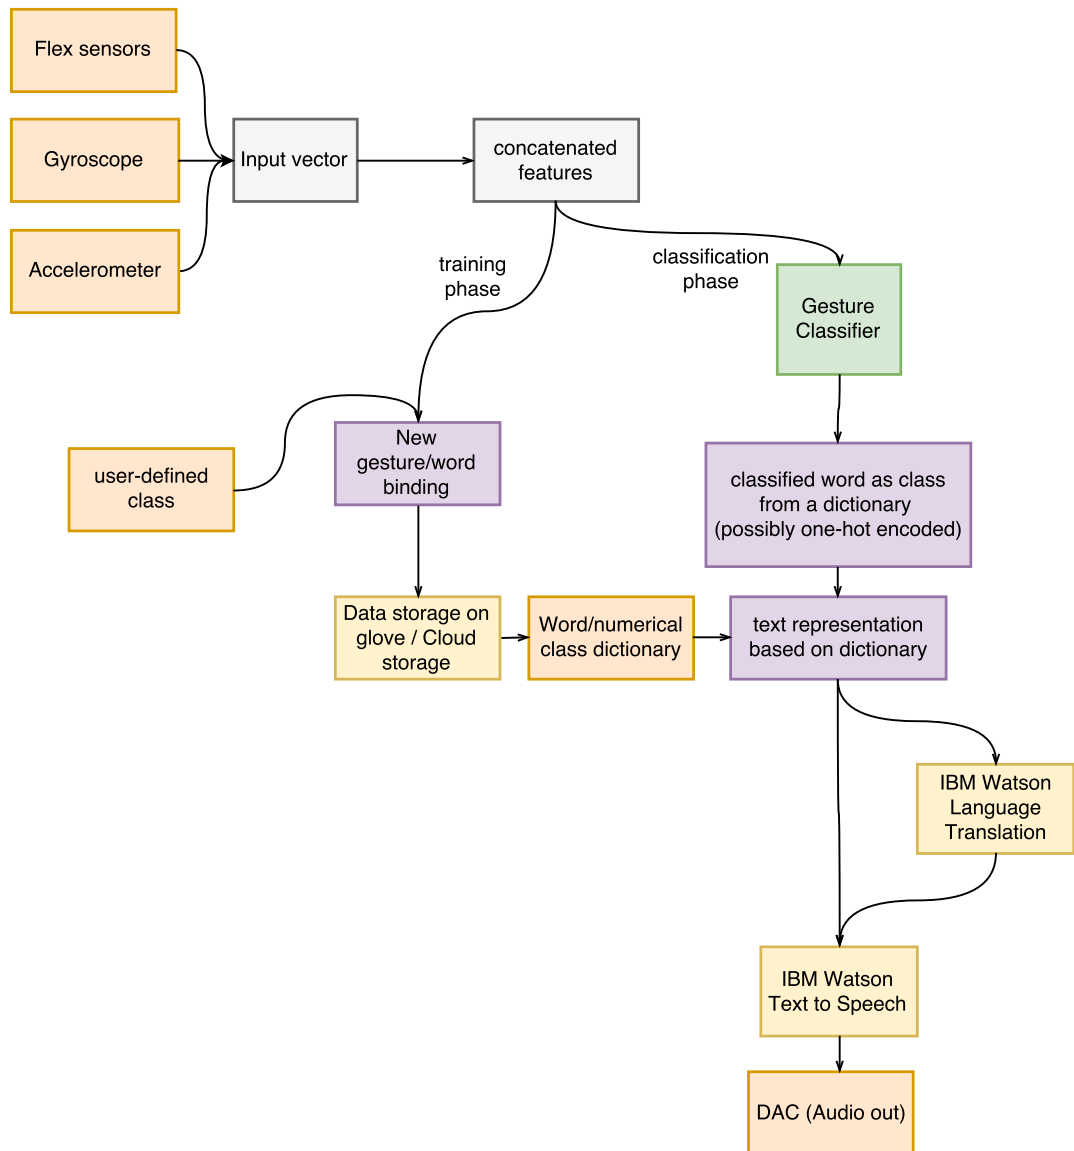 Flex sensors
Gyroscope
Input vector
concatenated
features
Accelerometer
training
phase
classification
phase
Gesture
Classifier
user-defined
class
New
gesture/word
binding
classified word as class
from a dictionary
(possibly one-hot encoded)
Data storage on
glove / Cloud
storage
Word/numerical
class dictionary
text representation
based on dictionary
IBM Watson
Language
Translation
IBM Watson
Text to Speech
DAC (Audio out)